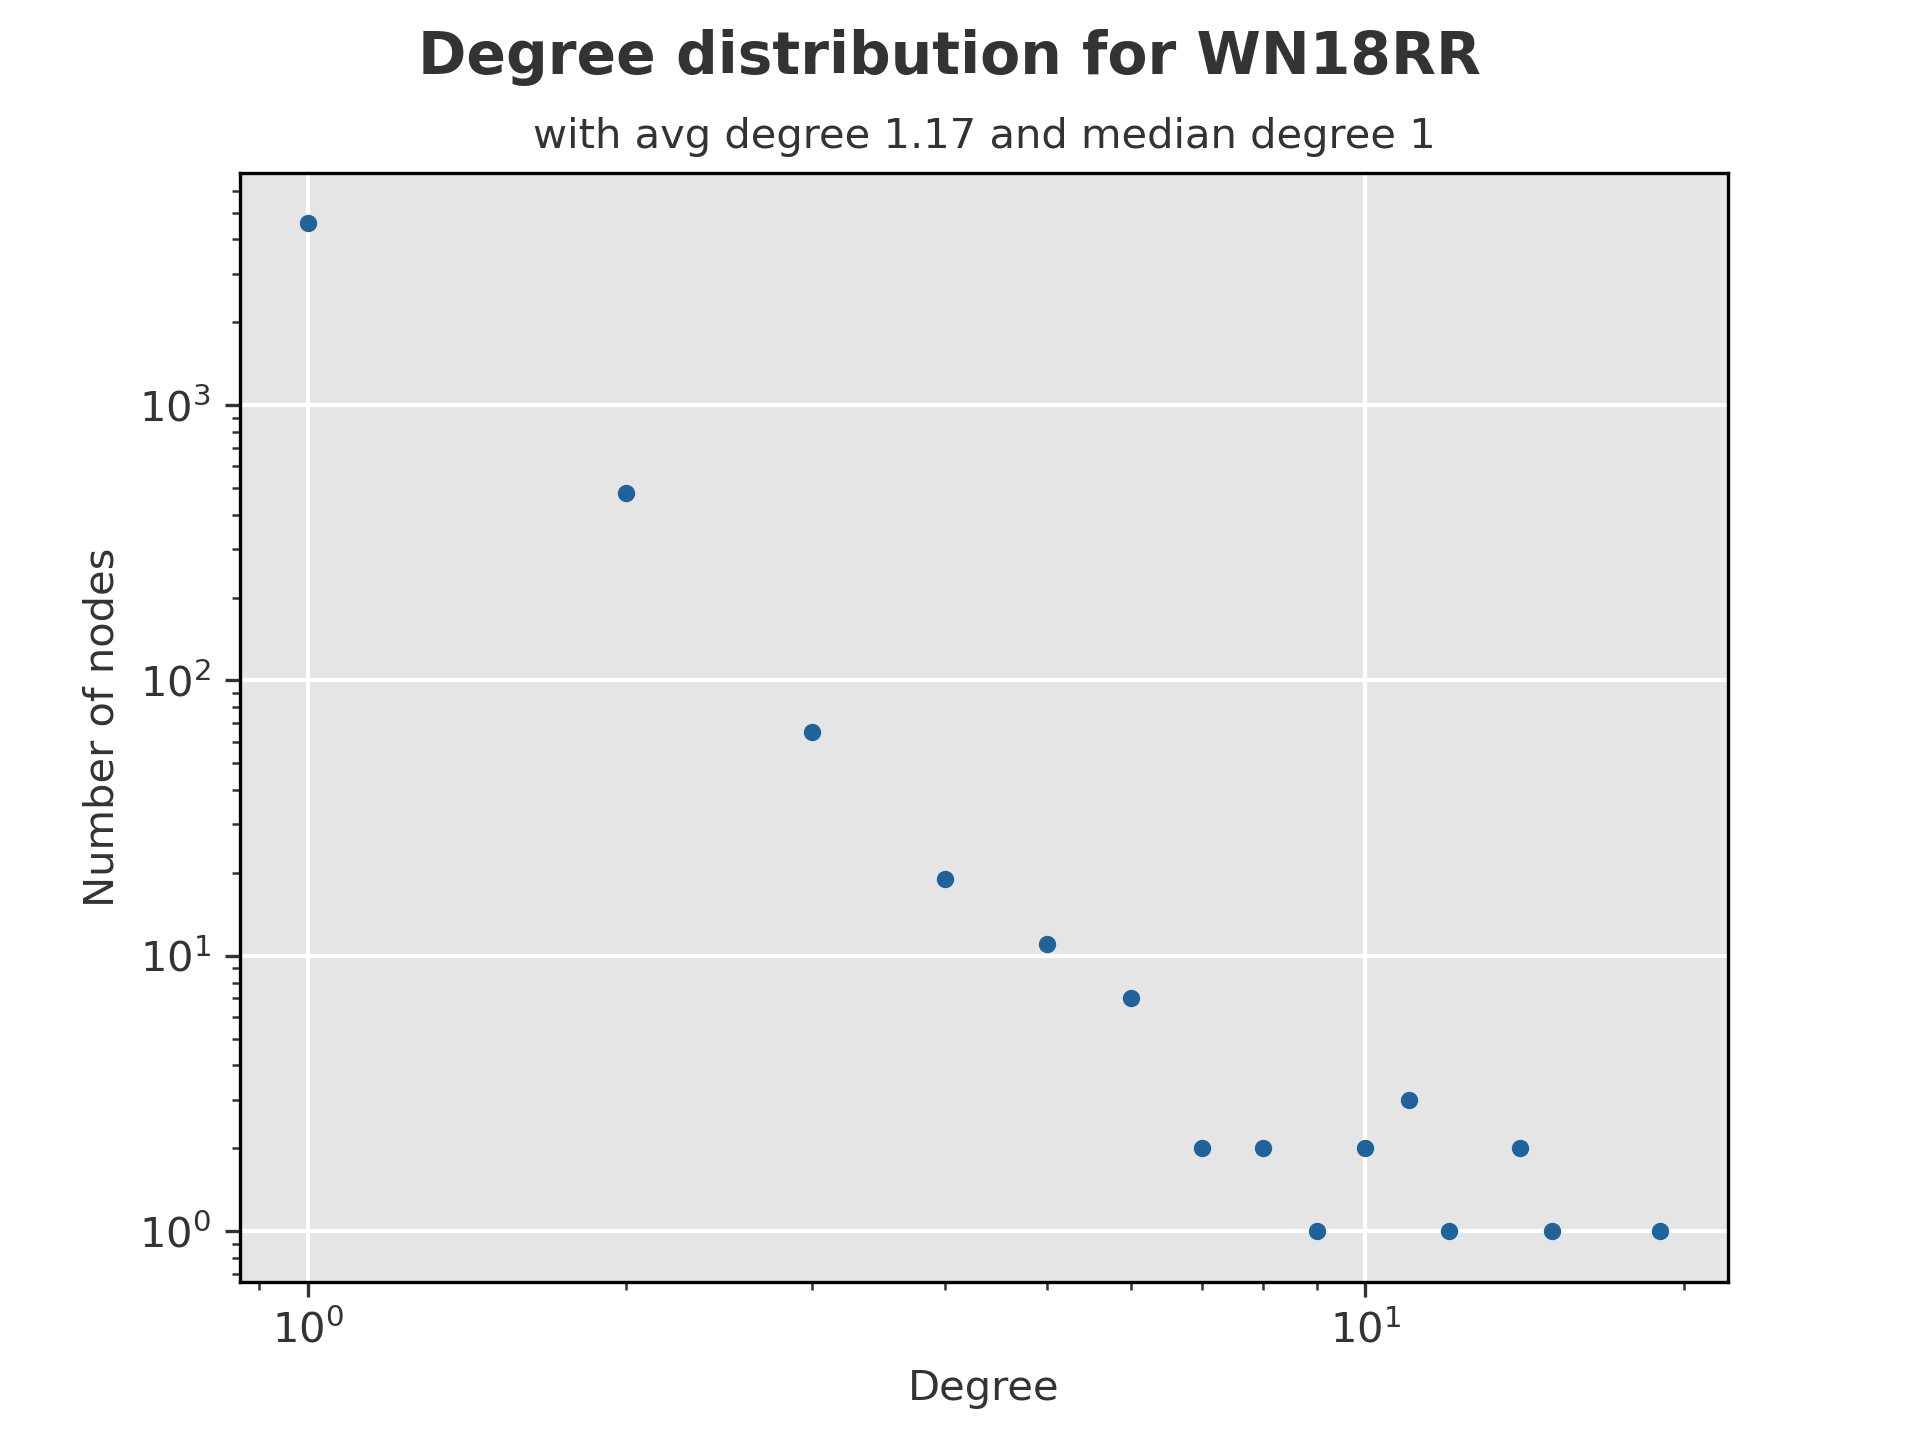 Degree distribution for WN18RR
with avg degree 1.17 and median degree 1
Number of nodes
10³
10²
10¹
10⁰
10⁰ 10¹
Degree